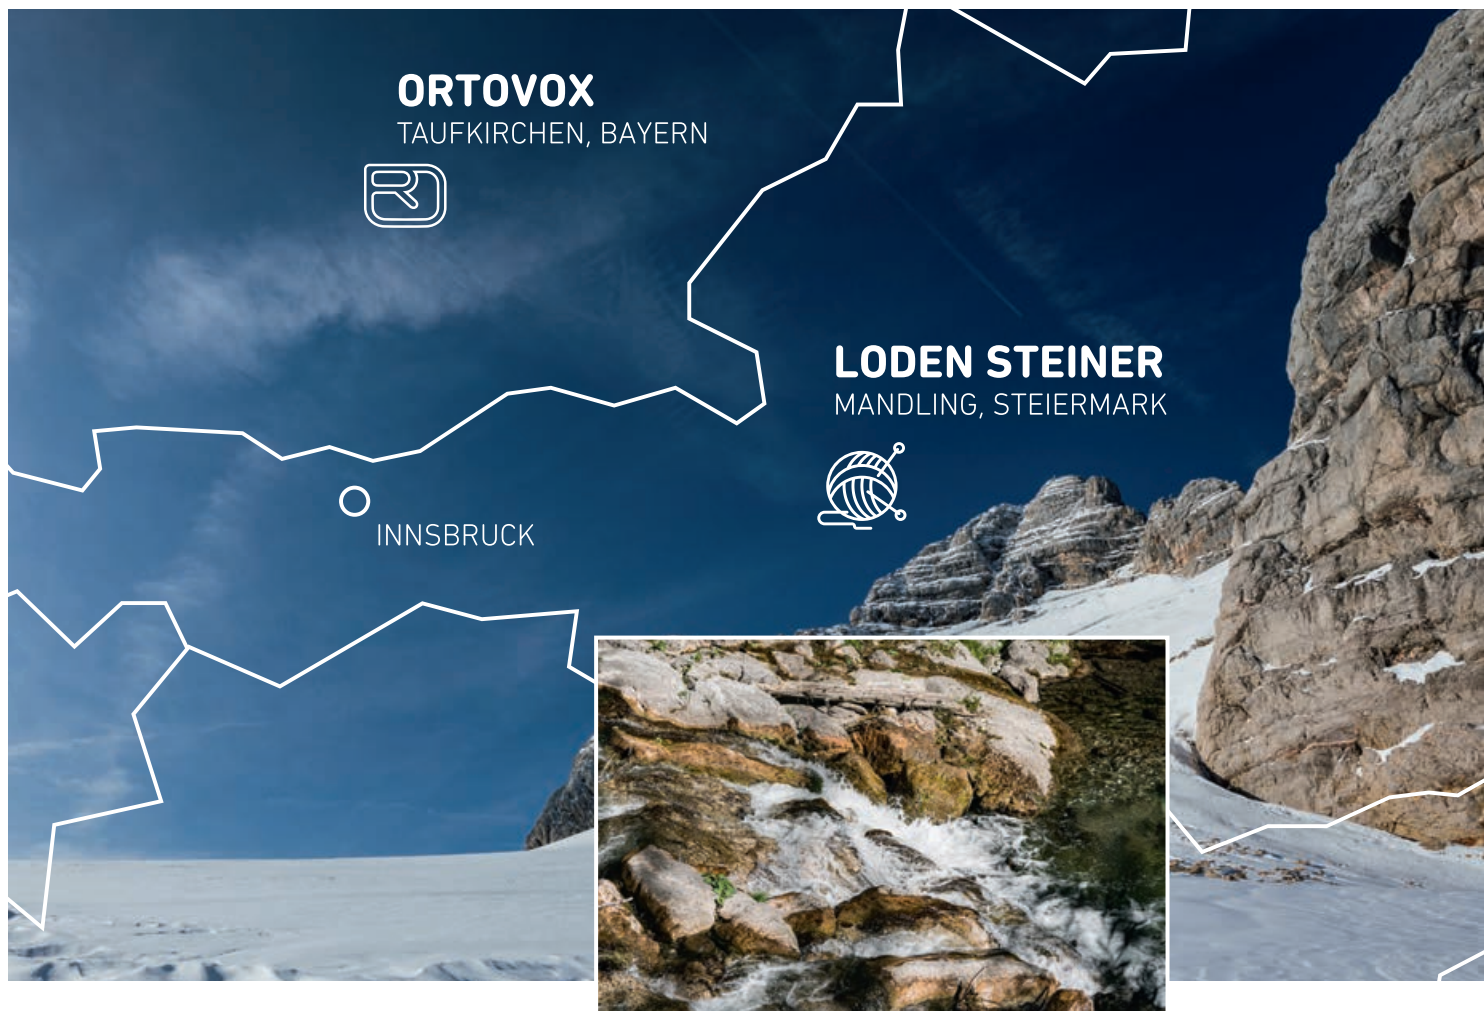 ORTOVOX
TAUFKIRCHEN, BAYERN
LODEN STEINER
MANDLING, STEIERMARK
INNSBRUCK